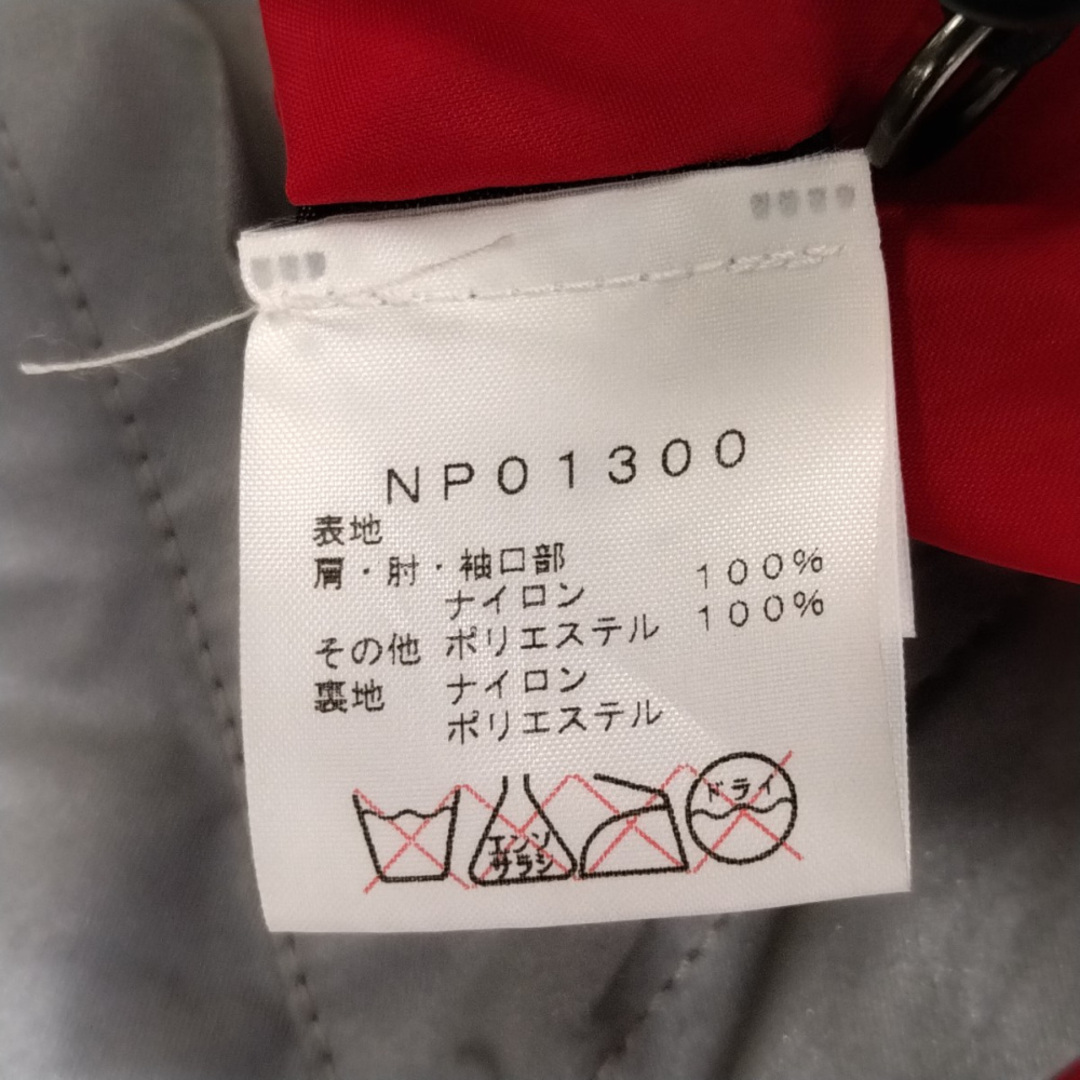 NP01300
表地
肩・肘・袖口部
ナイロン 100%
その他 ポリエステル 100%
裏地 ナイロン
ポリエステル
エンソ
サラシ
ドライ